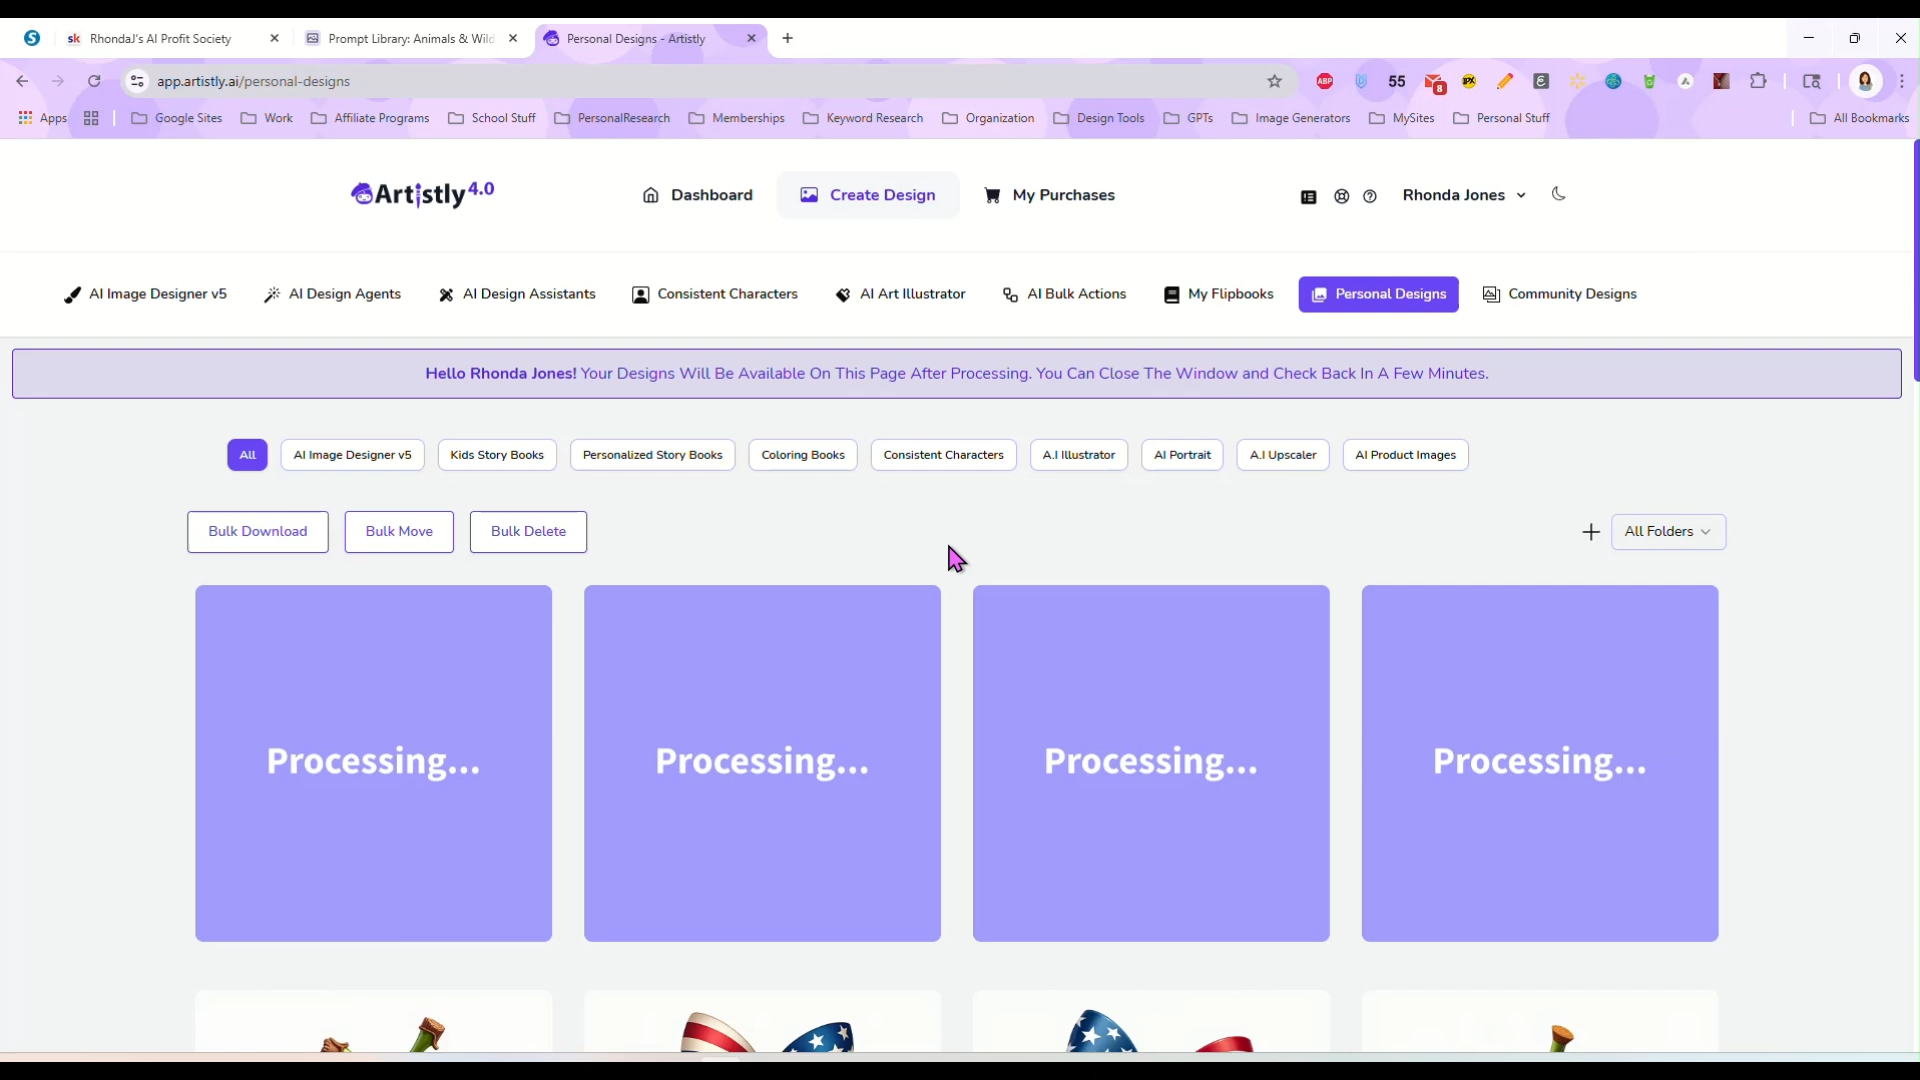 RhondaJ's AI Profit Society
Prompt Library: Animals & Wild
Personal Designs - Artistly
app.artistly.ai/personal-designs
ABP
55
8
Apps
Google Sites
Work
Affiliate Programs
School Stuff
PersonalResearch
Memberships
Keyword Research
Organization
Design Tools
GPTs
Image Generators
MySites
Personal Stuff
All Bookmarks
Artistly 4.0
Dashboard
Create Design
My Purchases
Rhonda Jones
AI Image Designer v5
AI Design Agents
AI Design Assistants
Consistent Characters
AI Art Illustrator
AI Bulk Actions
My Flipbooks
Personal Designs
Community Designs
Hello Rhonda Jones! Your Designs Will Be Available On This Page After Processing. You Can Close The Window and Check Back In A Few Minutes.
All
AI Image Designer v5
Kids Story Books
Personalized Story Books
Coloring Books
Consistent Characters
A.I Illustrator
AI Portrait
A.I Upscaler
AI Product Images
Bulk Download
Bulk Move
Bulk Delete
All Folders
Processing...
Processing...
Processing...
Processing...